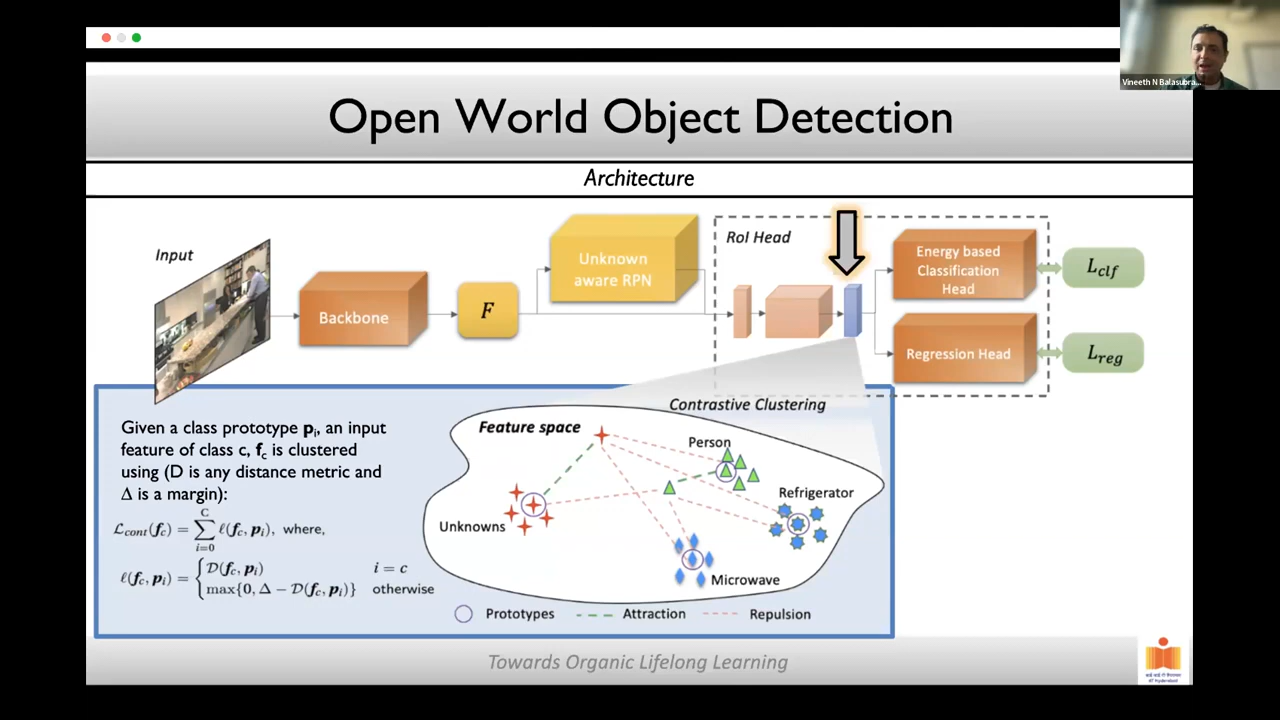 Vineeth N Balasubra...
Open World Object Detection
Architecture
Input
Backbone
F
Unknown
aware RPN
RoI Head
Energy based
Classification
Head
Regression Head
L_clf
L_reg
Given a class prototype p_i, an input
feature of class c, f_c is clustered
using (D is any distance metric and
Δ is a margin):
ℒ_cont(f_c) = ∑_{i=0}^{C} ℓ(f_c, p_i), where,
ℓ(f_c, p_i) = { D(f_c, p_i) i = c
max{0, Δ − D(f_c, p_i)} otherwise
Contrastive Clustering
Feature space
Person
Refrigerator
Unknowns
Microwave
Prototypes
Attraction
Repulsion
Towards Organic Lifelong Learning